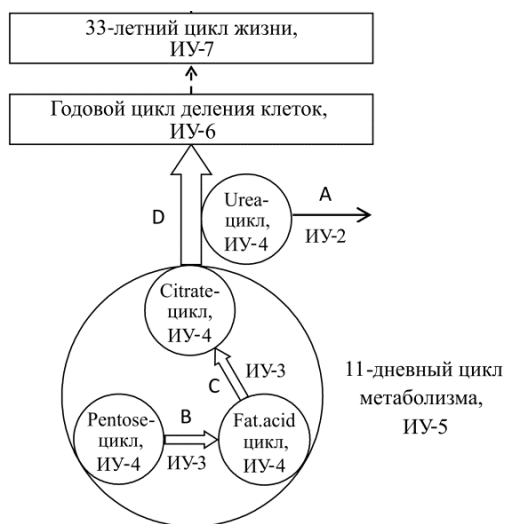 33-летний цикл жизни,
ИУ-7
Годовой цикл деления клеток,
ИУ-6
D
Urea-
цикл,
ИУ-4
A
ИУ-2
Citrate-
цикл,
ИУ-4
C
ИУ-3
11-дневный цикл
метаболизма,
ИУ-5
Pentose-
цикл,
ИУ-4
B
ИУ-3
Fat.acid
цикл,
ИУ-4